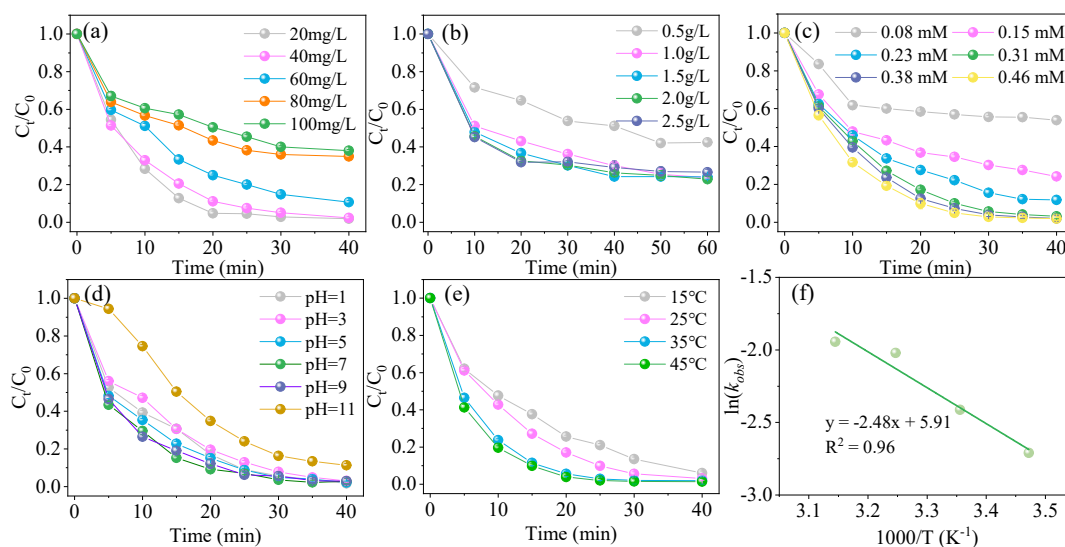 (a)
20mg/L
40mg/L
60mg/L
80mg/L
100mg/L
1.0
0.8
0.6
0.4
0.2
0.0
Ct/C0
0 10 20 30 40
Time (min)
(b)
0.5g/L
1.0g/L
1.5g/L
2.0g/L
2.5g/L
1.0
0.8
0.6
0.4
0.2
0.0
Ct/C0
0 10 20 30 40 50 60
Time (min)
(c)
0.08 mM 0.15 mM
0.23 mM 0.31 mM
0.38 mM 0.46 mM
1.0
0.8
0.6
0.4
0.2
0.0
Ct/C0
0 10 20 30 40
Time (min)
(d)
pH=1
pH=3
pH=5
pH=7
pH=9
pH=11
1.0
0.8
0.6
0.4
0.2
0.0
Ct/C0
0 10 20 30 40
Time (min)
(e)
15℃
25℃
35℃
45℃
1.0
0.8
0.6
0.4
0.2
0.0
Ct/C0
0 10 20 30 40
Time (min)
(f)
-1.5
-2.0
-2.5
-3.0
ln(kobs)
y = -2.48x + 5.91
R² = 0.96
3.1 3.2 3.3 3.4 3.5
1000/T (K⁻¹)